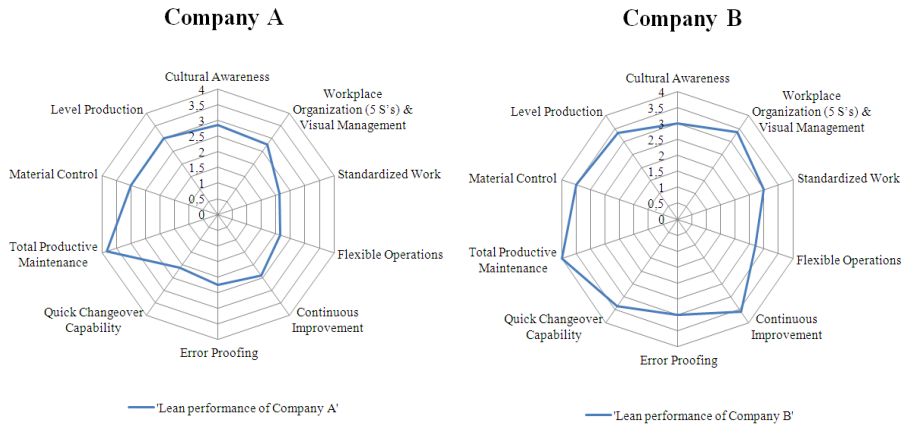 Company A
Cultural Awareness
Workplace
Organization (5 S's) &
Visual Management
Standardized Work
Flexible Operations
Continuous
Improvement
Error Proofing
Quick Changeover
Capability
Total Productive
Maintenance
Material Control
Level Production
4
3,5
3
2,5
2
1,5
1
0,5
0
'Lean performance of Company A'
Company B
Cultural Awareness
Workplace
Organization (5 S's) &
Visual Management
Standardized Work
Flexible Operations
Continuous
Improvement
Error Proofing
Quick Changeover
Capability
Total Productive
Maintenance
Material Control
Level Production
4
3,5
3
2,5
2
1,5
1
0,5
0
'Lean performance of Company B'